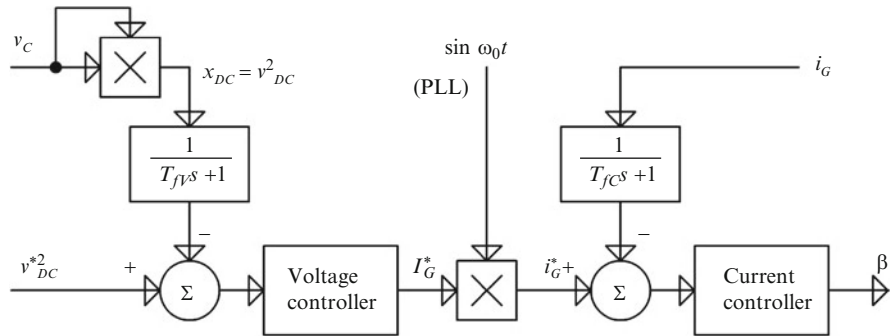 v_C
sin ω₀t
x_DC = v²_DC
(PLL)
i_G
1
T_fV s +1
1
T_fC s +1
−
−
v*²_DC
+
Σ
Voltage
controller
I*_G
i*_G
+
Σ
Current
controller
β